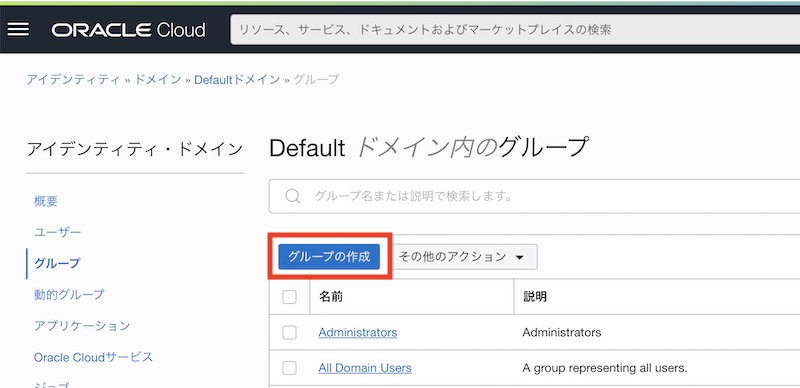 ORACLE Cloud
リソース、サービス、ドキュメントおよびマーケットプレイスの検索
アイデンティティ » ドメイン » Defaultドメイン » グループ
アイデンティティ・ドメイン
概要
ユーザー
グループ
動的グループ
アプリケーション
Oracle Cloudサービス
ジョブ
Default ドメイン内のグループ
グループ名または説明で検索します。
グループの作成
その他のアクション
名前 説明
Administrators Administrators
All Domain Users A group representing all users.